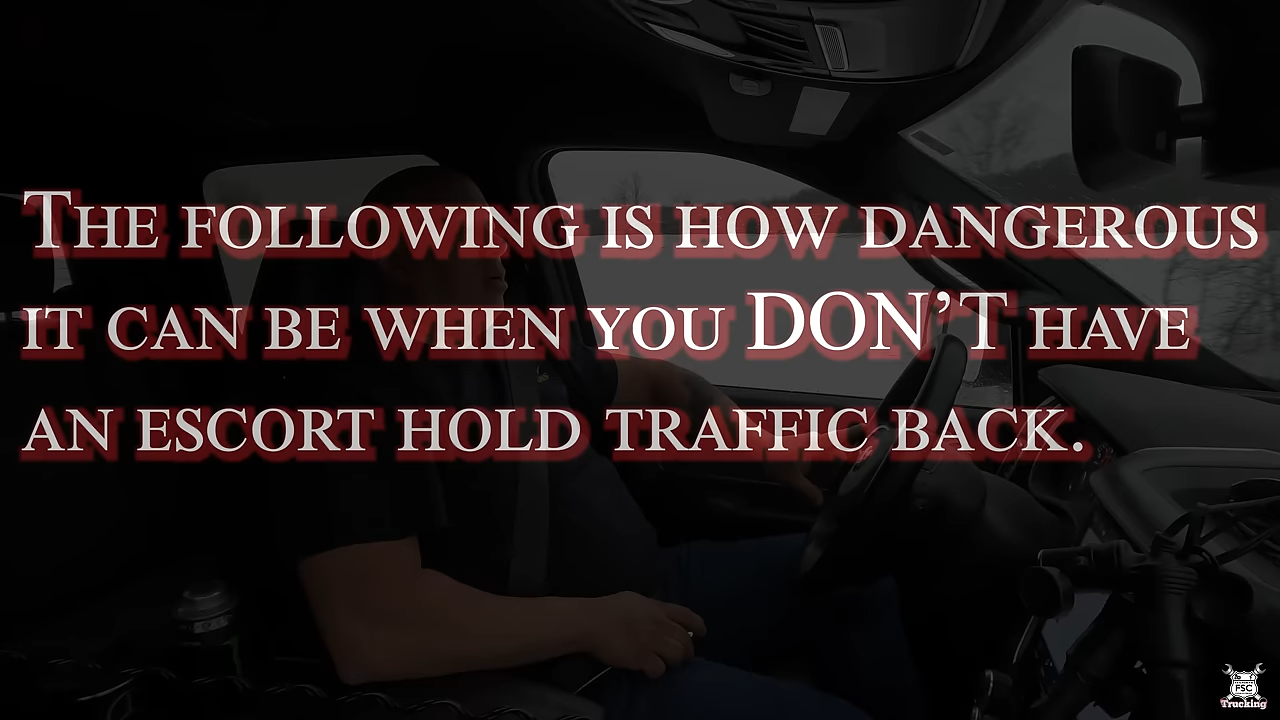 The following is how dangerous
it can be when you DON'T have
an escort hold traffic back.
FSC
Trucking